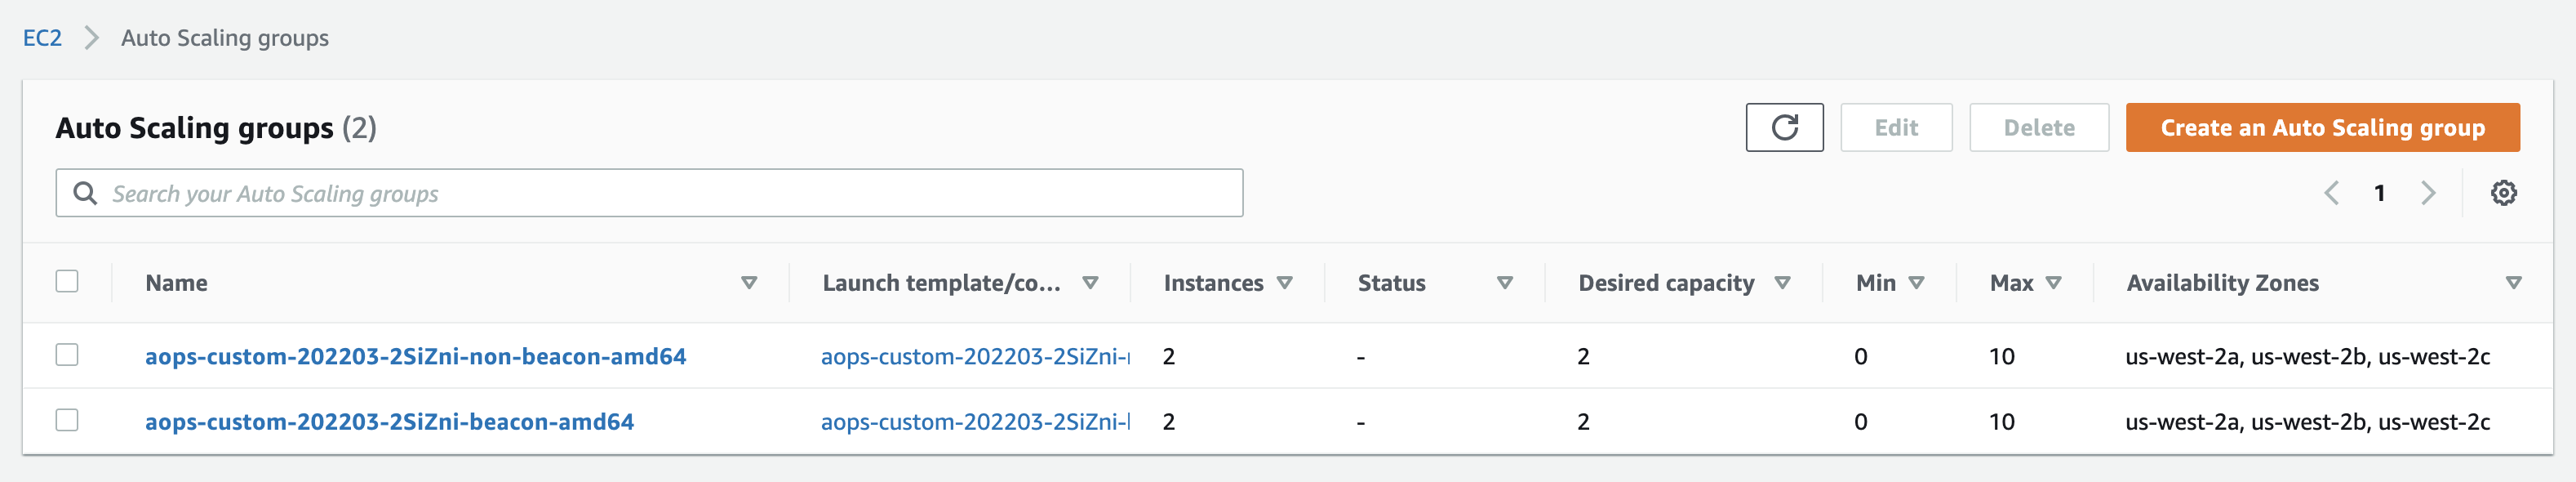 EC2 Auto Scaling groups
Auto Scaling groups (2) Edit Delete Create an Auto Scaling group
Search your Auto Scaling groups 1
Name Launch template/co... Instances Status Desired capacity Min Max Availability Zones
aops-custom-202203-2SiZni-non-beacon-amd64 aops-custom-202203-2SiZni- 2 - 2 0 10 us-west-2a, us-west-2b, us-west-2c
aops-custom-202203-2SiZni-beacon-amd64 aops-custom-202203-2SiZni- 2 - 2 0 10 us-west-2a, us-west-2b, us-west-2c